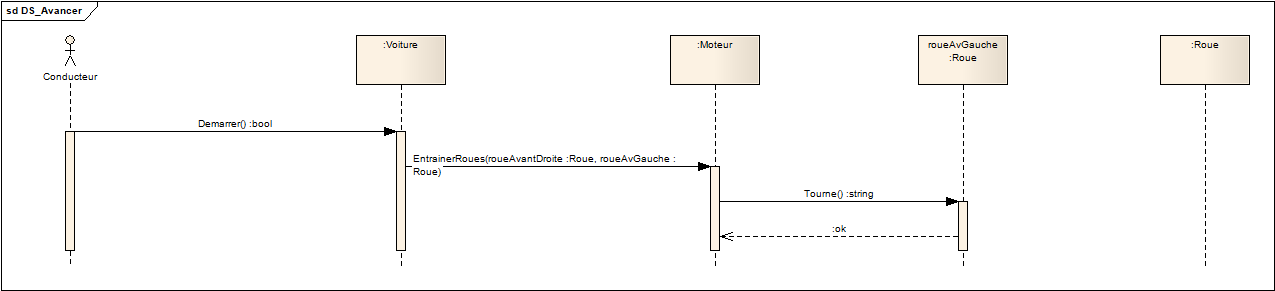 sd DS_Avancer
Conducteur
:Voiture
:Moteur
roueAvGauche
:Roue
:Roue
Demarrer() :bool
EntrainerRoues(roueAvantDroite :Roue, roueAvGauche :
Roue)
Tourne() :string
:ok